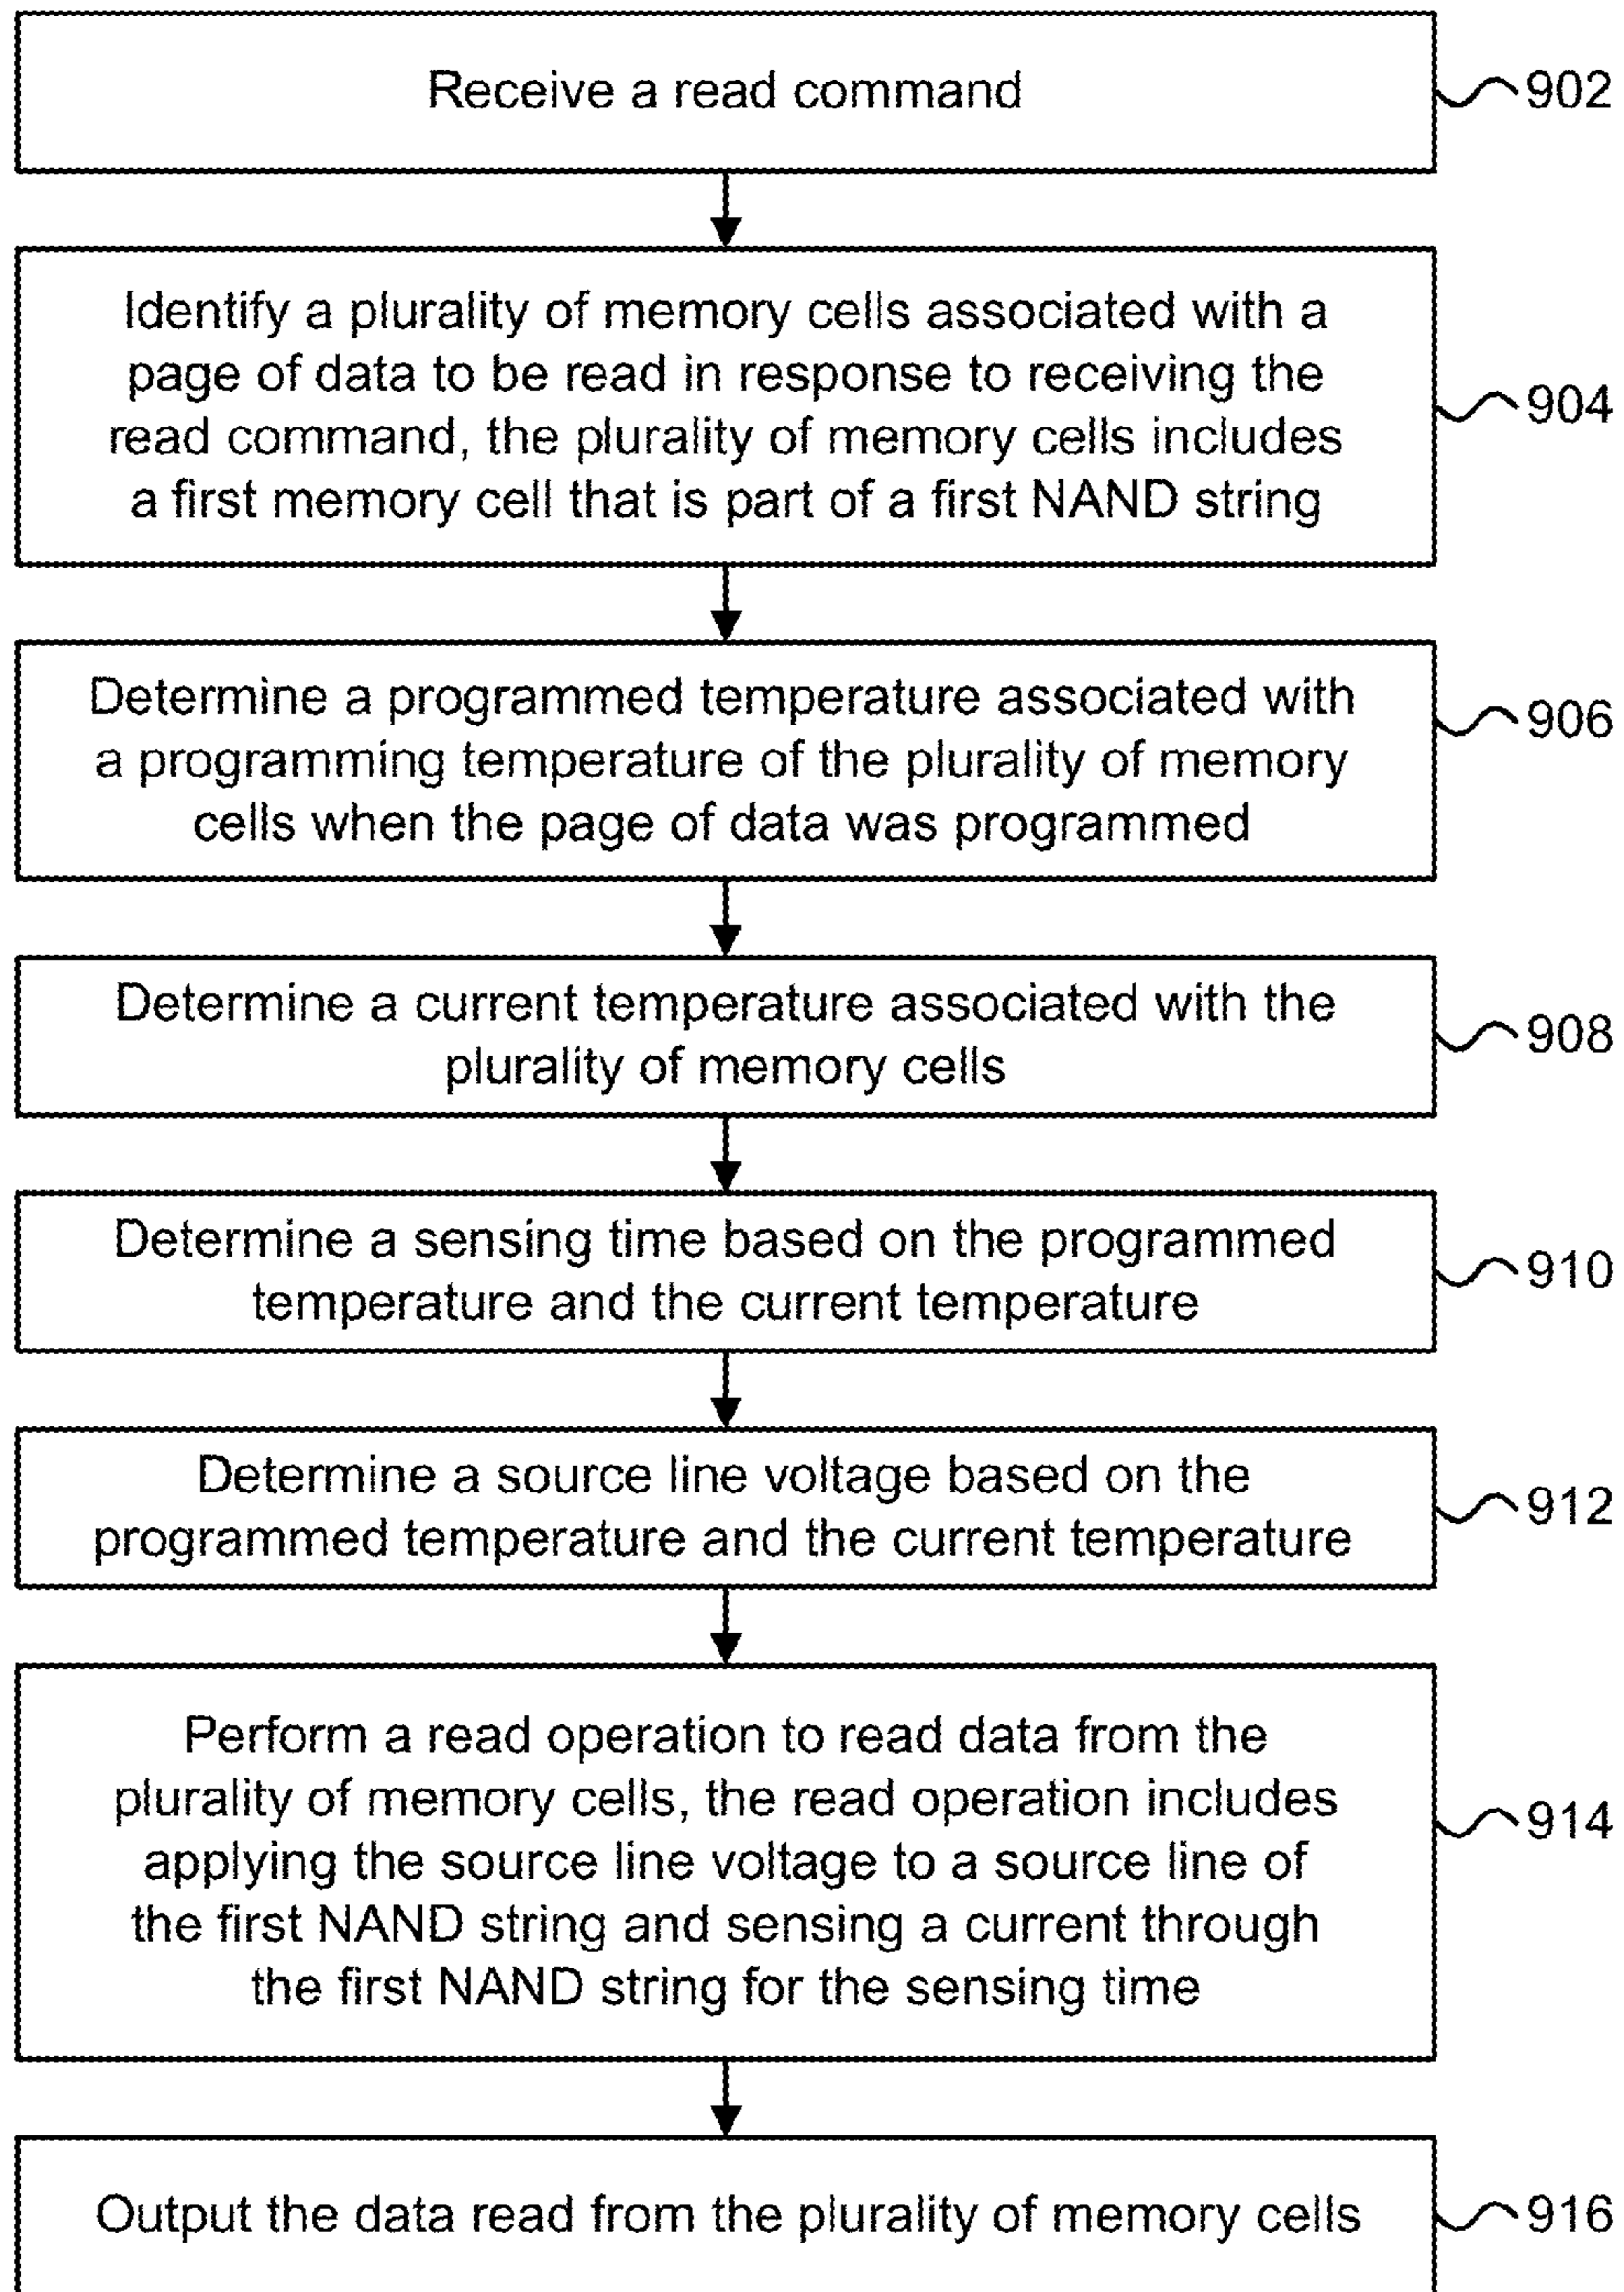 Receive a read command
902
Identify a plurality of memory cells associated with a
page of data to be read in response to receiving the
read command, the plurality of memory cells includes
a first memory cell that is part of a first NAND string
904
Determine a programmed temperature associated with
a programming temperature of the plurality of memory
cells when the page of data was programmed
906
Determine a current temperature associated with the
plurality of memory cells
908
Determine a sensing time based on the programmed
temperature and the current temperature
910
Determine a source line voltage based on the
programmed temperature and the current temperature
912
Perform a read operation to read data from the
plurality of memory cells, the read operation includes
applying the source line voltage to a source line of
the first NAND string and sensing a current through
the first NAND string for the sensing time
914
Output the data read from the plurality of memory cells
916